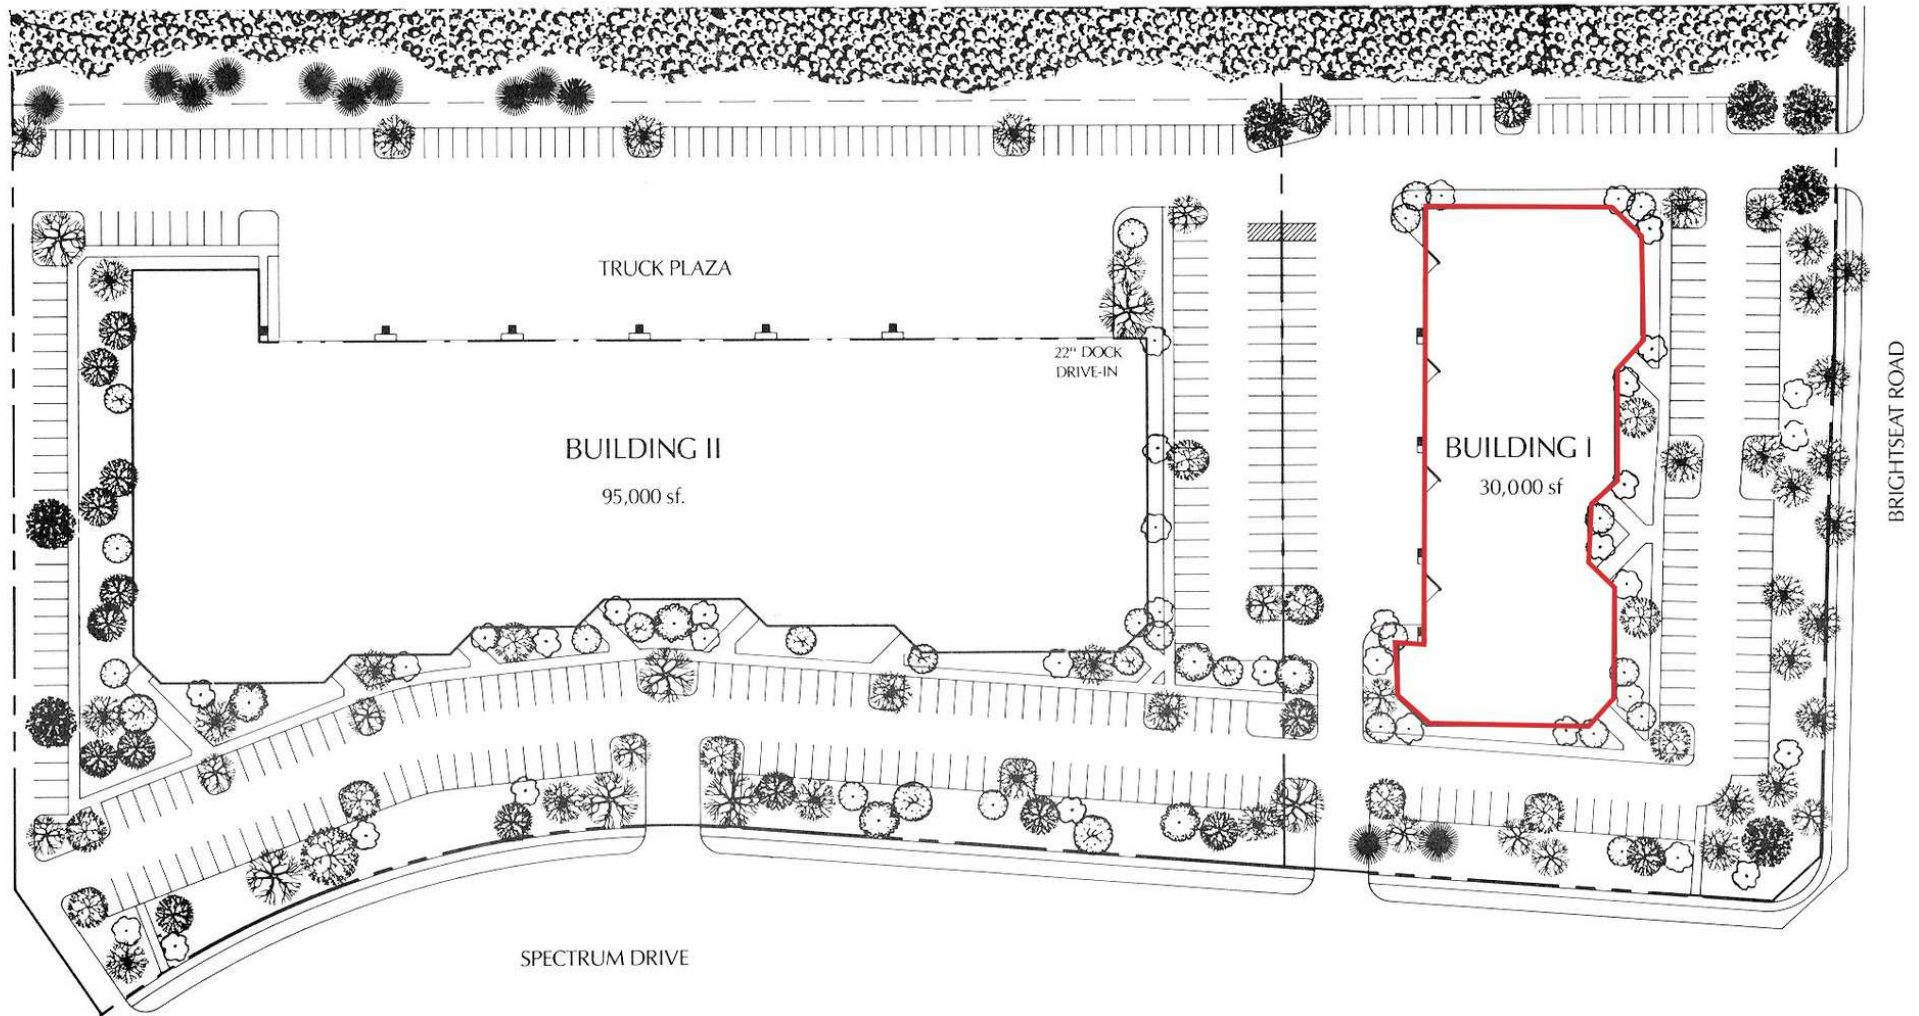 TRUCK PLAZA
22" DOCK
DRIVE-IN
BUILDING II
95,000 sf.
BUILDING I
30,000 sf
BRIGHTSEAT ROAD
SPECTRUM DRIVE